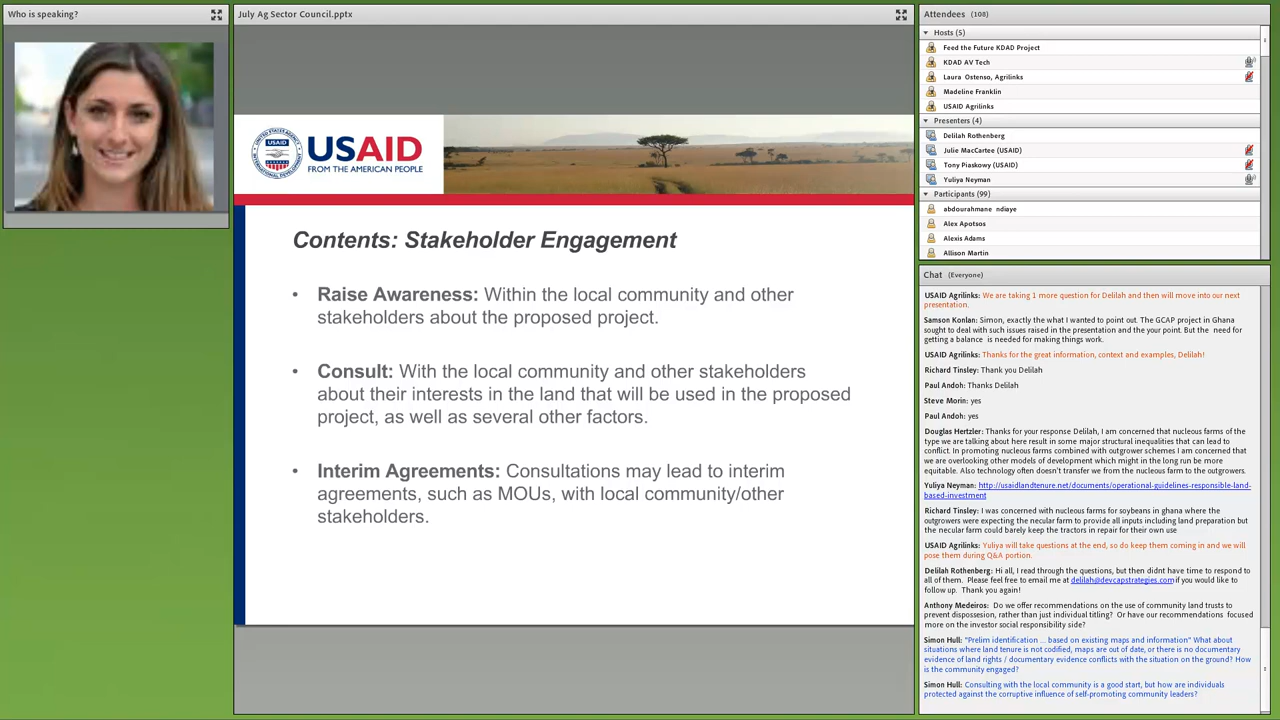 Who is speaking?
July Ag Sector Council.pptx
USAID
USAID
FROM THE AMERICAN PEOPLE
Contents: Stakeholder Engagement
• Raise Awareness: Within the local community and other
stakeholders about the proposed project.
• Consult: With the local community and other stakeholders
about their interests in the land that will be used in the proposed
project, as well as several other factors.
• Interim Agreements: Consultations may lead to interim
agreements, such as MOUs, with local community/other
stakeholders.
Attendees (108)
Hosts (5)
Feed the Future KDAD Project
KDAD AV Tech
Laura Ostenso, Agrilinks
Madeline Franklin
USAID Agrilinks
Presenters (4)
Delilah Rothenberg
Julie MacCartee (USAID)
Tony Piaskowy (USAID)
Yuliya Neyman
Participants (99)
abdourahmane ndiaye
Alex Apotsos
Alexis Adams
Allison Martin
Chat (Everyone)
USAID Agrilinks: We are taking 1 more question for Delilah and then will move into our next
presentation.
Samson Konlan: Simon, exactly the what I wanted to point out. The GCAP project in Ghana
sought to deal with such issues raised in the presentation and the your point. But the need for
getting a balance is needed for making things work.
USAID Agrilinks: Thanks for the great information, context and examples, Delilah!
Richard Tinsley: Thank you Delilah
Paul Andoh: Thanks Delilah
Steve Morin: yes
Paul Andoh: yes
Douglas Hertzler: Thanks for your response Delilah, I am concerned that nucleus farms of the
type we are talking about here result in some major structural inequalities that can lead to
conflict. In promoting nucleus farms combined with outgrower schemes I am concerned that
we are overlooking other models of development which might in the long run be more
equitable. Also technology often doesn't transfer we from the nucleus farm to the outgrowers.
Yuliya Neyman: http://usaidlandtenure.net/documents/operational-guidelines-responsible-land-
based-investment
Richard Tinsley: I was concerned with nucleus farms for soybeans in ghana where the
outgrowers were expecting the necular farm to provide all inputs including land preparation but
the necular farm could barely keep the tractors in repair for their own use
USAID Agrilinks: Yuliya will take questions at the end, so do keep them coming in and we will
pose them during Q&A portion.
Delilah Rothenberg: Hi all, I read through the questions, but then didnt have time to respond to
all of them. Please feel free to email me at delilah@devcapstrategies.com if you would like to
follow up. Thank you again!
Anthony Medeiros: Do we offer recommendations on the use of community land trusts to
prevent dispossesion, rather than just individual titling? Or have our recommendations focused
more on the investor social responsibility side?
Simon Hull: "Prelim identification ... based on existing maps and information" What about
situations where land tenure is not codified, maps are out of date, or there is no documentary
evidence of land rights / documentary evidence conflicts with the situation on the ground? How
is the community engaged?
Simon Hull: Consulting with the local community is a good start, but how are individuals
protected against the corruptive influence of self-promoting community leaders?